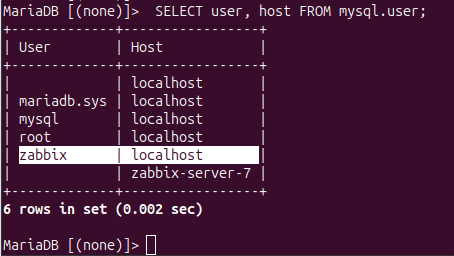 MariaDB [(none)]>  SELECT user, host FROM mysql.user;
+-------------+-----------------+
| User        | Host            |
+-------------+-----------------+
|             | localhost       |
| mariadb.sys | localhost       |
| mysql       | localhost       |
| root        | localhost       |
| zabbix      | localhost       |
|             | zabbix-server-7 |
+-------------+-----------------+
6 rows in set (0.002 sec)
MariaDB [(none)]>